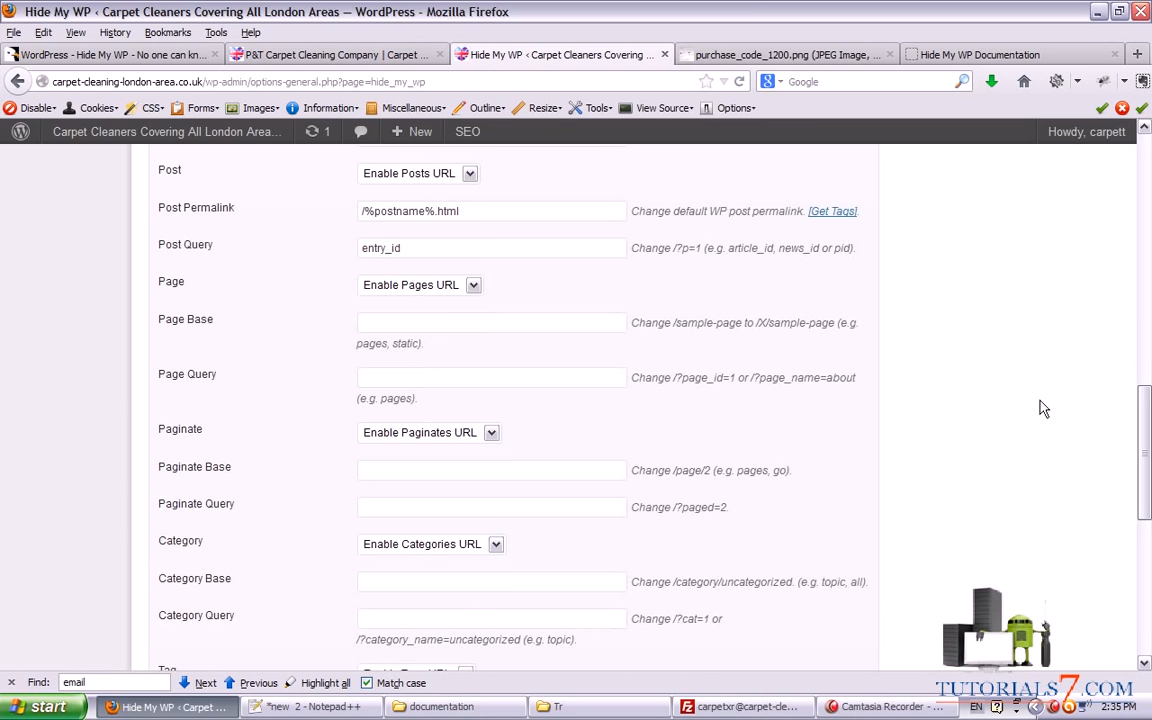 Hide My WP ‹ Carpet Cleaners Covering All London Areas — WordPress - Mozilla Firefox
File Edit View History Bookmarks Tools Help
WordPress - Hide My WP - No one can kn...
P&T Carpet Cleaning Company | Carpet ...
Hide My WP ‹ Carpet Cleaners Covering ...
purchase_code_1200.png (JPEG Image, ...
Hide My WP Documentation
carpet-cleaning-london-area.co.uk/wp-admin/options-general.php?page=hide_my_wp
Google
Disable Cookies CSS Forms Images Information Miscellaneous Outline Resize Tools View Source Options
Carpet Cleaners Covering All London Area... 1 New SEO Howdy, carpett
Post Enable Posts URL
Post Permalink /%postname%.html Change default WP post permalink. [Get Tags].
Post Query entry_id Change /?p=1 (e.g. article_id, news_id or pid).
Page Enable Pages URL
Page Base Change /sample-page to /X/sample-page (e.g.
pages, static).
Page Query Change /?page_id=1 or /?page_name=about
(e.g. pages).
Paginate Enable Paginates URL
Paginate Base Change /page/2 (e.g. pages, go).
Paginate Query Change /?paged=2.
Category Enable Categories URL
Category Base Change /category/uncategorized. (e.g. topic, all).
Category Query Change /?cat=1 or
/?category_name=uncategorized (e.g. topic).
Tag
Find: email Next Previous Highlight all Match case
TUTORIALS7.COM
start Hide My WP ‹ Carpet ... *new 2 - Notepad++ documentation Tr carpetxr@carpet-cle... Camtasia Recorder - ... EN 2:35 PM